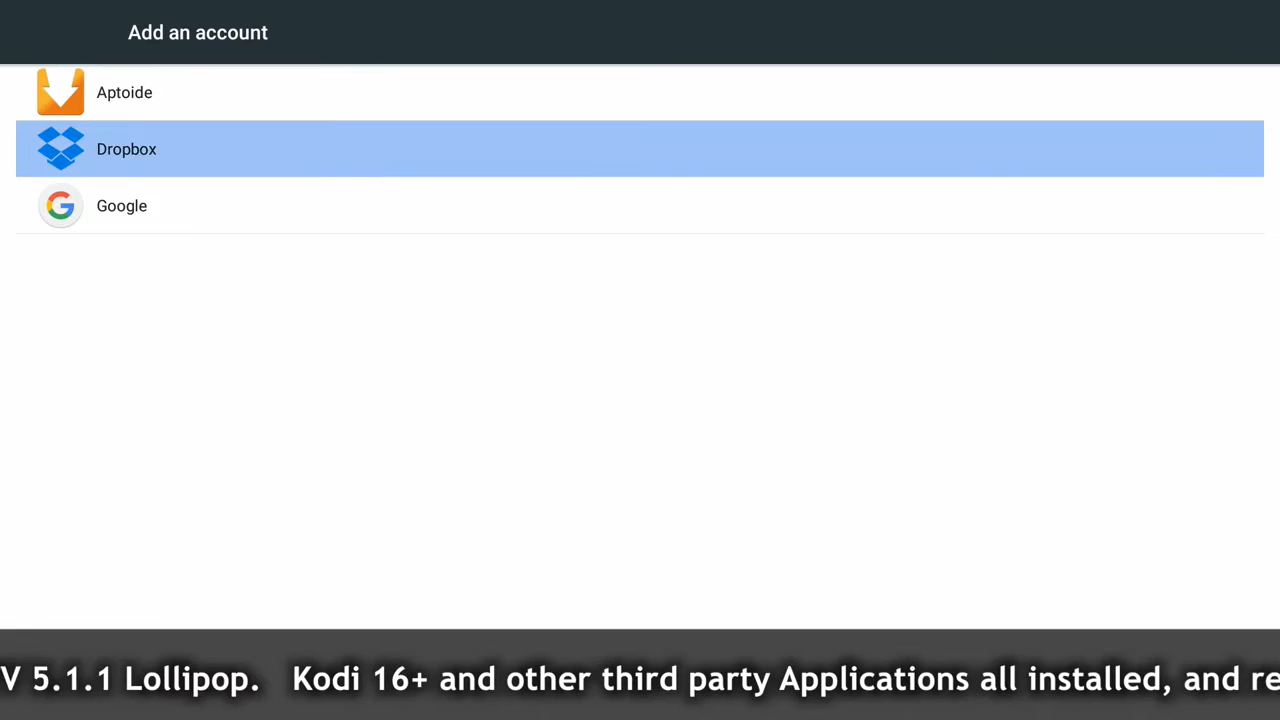 Add an account
Aptoide
Dropbox
Google
V 5.1.1 Lollipop. Kodi 16+ and other third party Applications all installed, and re